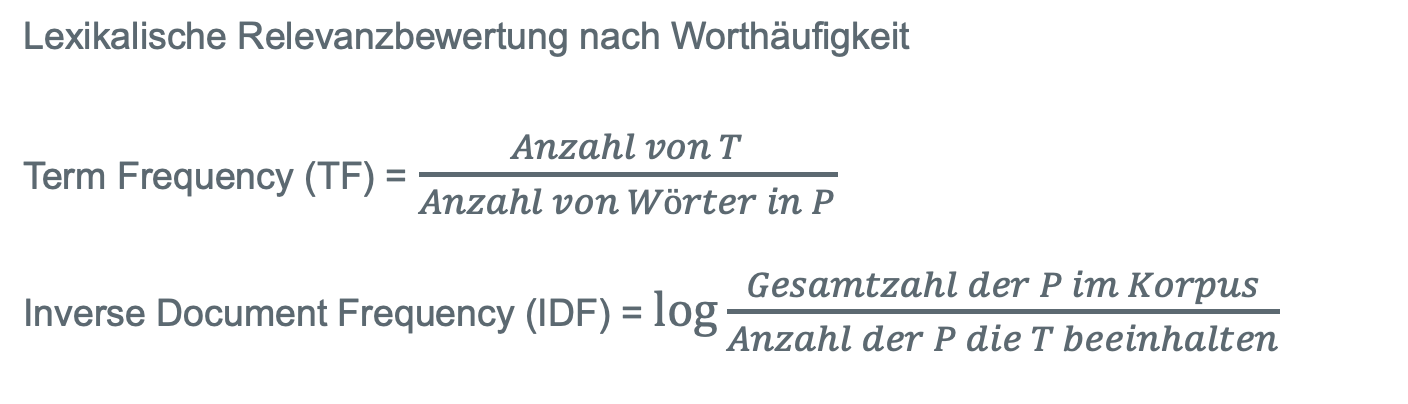 Lexikalische Relevanzbewertung nach Worthäufigkeit
Anzahl von T
Term Frequency (TF) =
Anzahl von Wörter in P
Gesamtzahl der P im Korpus
Inverse Document Frequency (IDF) = log
Anzahl der P die T beeinhalten